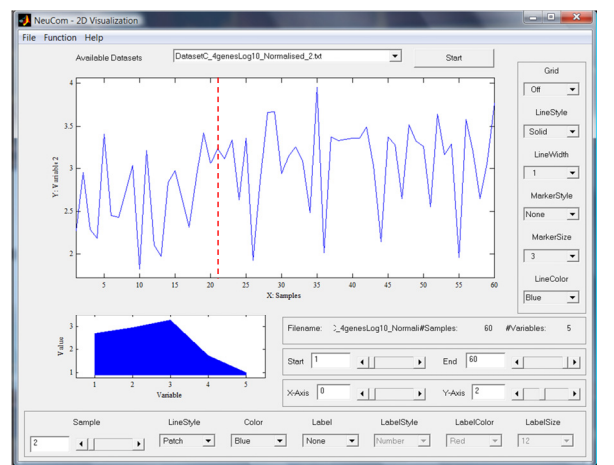 NeuCom - 2D Visualization
File Function Help
Available Datasets DatasetC_4genesLog10_Normalised_2.txt Start
Grid
Off
LineStyle
Solid
LineWidth
1
MarkerStyle
None
MarkerSize
3
LineColor
Blue
4
3.5
3
2.5
2
Y: Variable 2
5 10 15 20 25 30 35 40 45 50 55 60
X: Samples
3
2
1
Value
1 2 3 4 5
Variable
Filename: :_4genesLog10_Normali#Samples: 60 #Variables: 5
Start 1 End 60
X-Axis 0 Y-Axis 2
Sample LineStyle Color Label LabelStyle LabelColor LabelSize
2 Patch Blue None Number Red 12